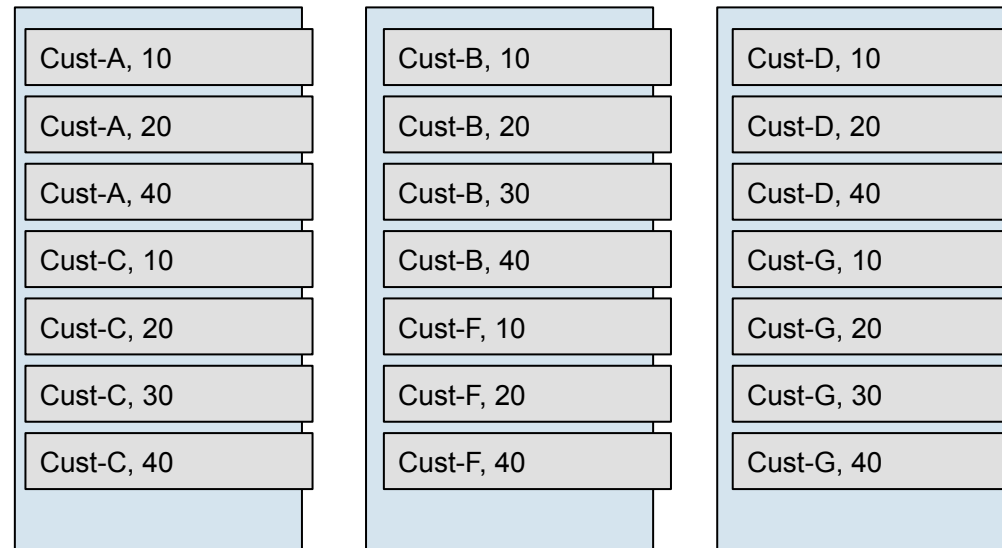 Cust-A, 10
Cust-A, 20
Cust-A, 40
Cust-C, 10
Cust-C, 20
Cust-C, 30
Cust-C, 40
Cust-B, 10
Cust-B, 20
Cust-B, 30
Cust-B, 40
Cust-F, 10
Cust-F, 20
Cust-F, 40
Cust-D, 10
Cust-D, 20
Cust-D, 40
Cust-G, 10
Cust-G, 20
Cust-G, 30
Cust-G, 40